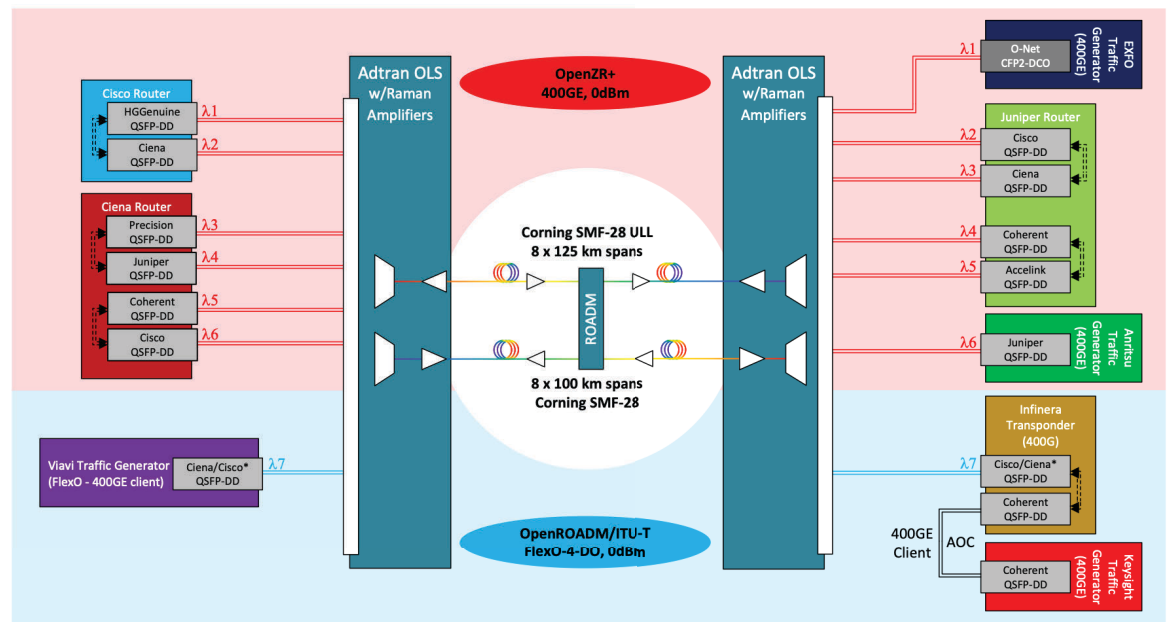 Cisco Router
HGGenuine
QSFP-DD
λ1
Ciena
QSFP-DD
λ2
Ciena Router
Precision
QSFP-DD
λ3
Juniper
QSFP-DD
λ4
Coherent
QSFP-DD
λ5
Cisco
QSFP-DD
λ6
Viavi Traffic Generator
(FlexO - 400GE client)
Ciena/Cisco*
QSFP-DD
λ7
Adtran OLS
w/Raman
Amplifiers
OpenZR+
400GE, 0dBm
Corning SMF-28 ULL
8 x 125 km spans
ROADM
8 x 100 km spans
Corning SMF-28
OpenROADM/ITU-T
FlexO-4-DO, 0dBm
Adtran OLS
w/Raman
Amplifiers
λ1
O-Net
CFP2-DCO
EXFO
Traffic
Generator
(400GE)
Juniper Router
λ2
Cisco
QSFP-DD
λ3
Ciena
QSFP-DD
λ4
Coherent
QSFP-DD
λ5
Accelink
QSFP-DD
λ6
Juniper
QSFP-DD
Anritsu
Traffic
Generator
(400GE)
Infinera
Transponder
(400G)
λ7
Cisco/Ciena*
QSFP-DD
Coherent
QSFP-DD
400GE
Client
AOC
Coherent
QSFP-DD
Keysight
Traffic
Generator
(400GE)